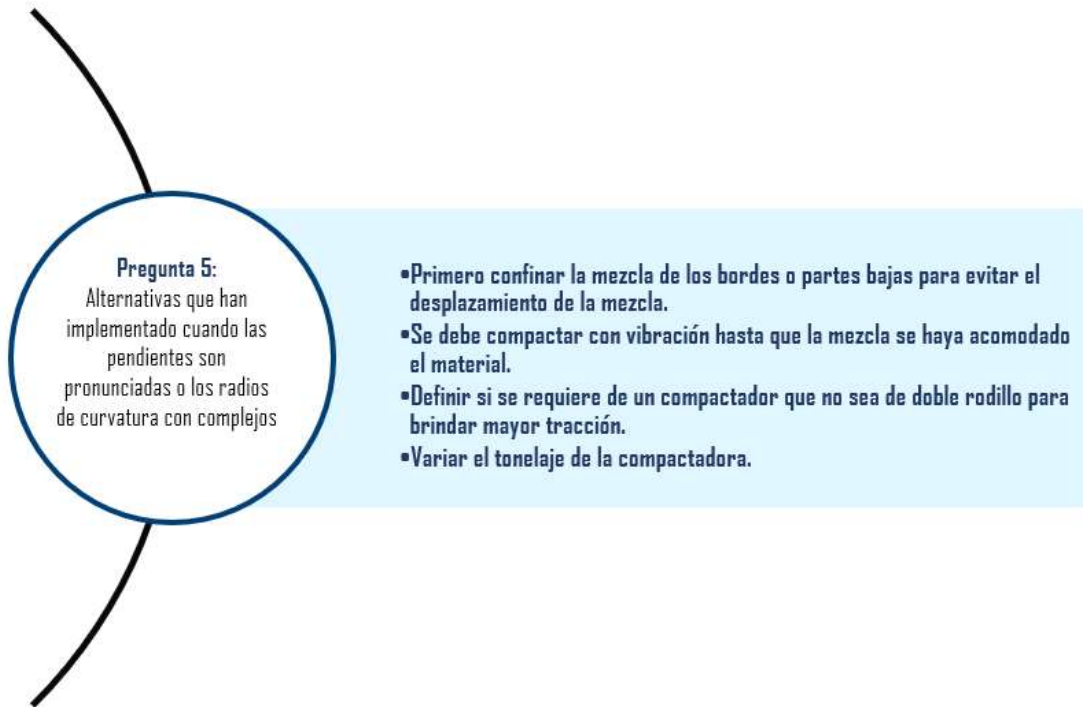 Pregunta 5:
Alternativas que han
implementado cuando las
pendientes son
pronunciadas o los radios
de curvatura con complejos
•Primero confinar la mezcla de los bordes o partes bajas para evitar el
desplazamiento de la mezcla.
•Se debe compactar con vibración hasta que la mezcla se haya acomodado
el material.
•Definir si se requiere de un compactador que no sea de doble rodillo para
brindar mayor tracción.
•Variar el tonelaje de la compactadora.